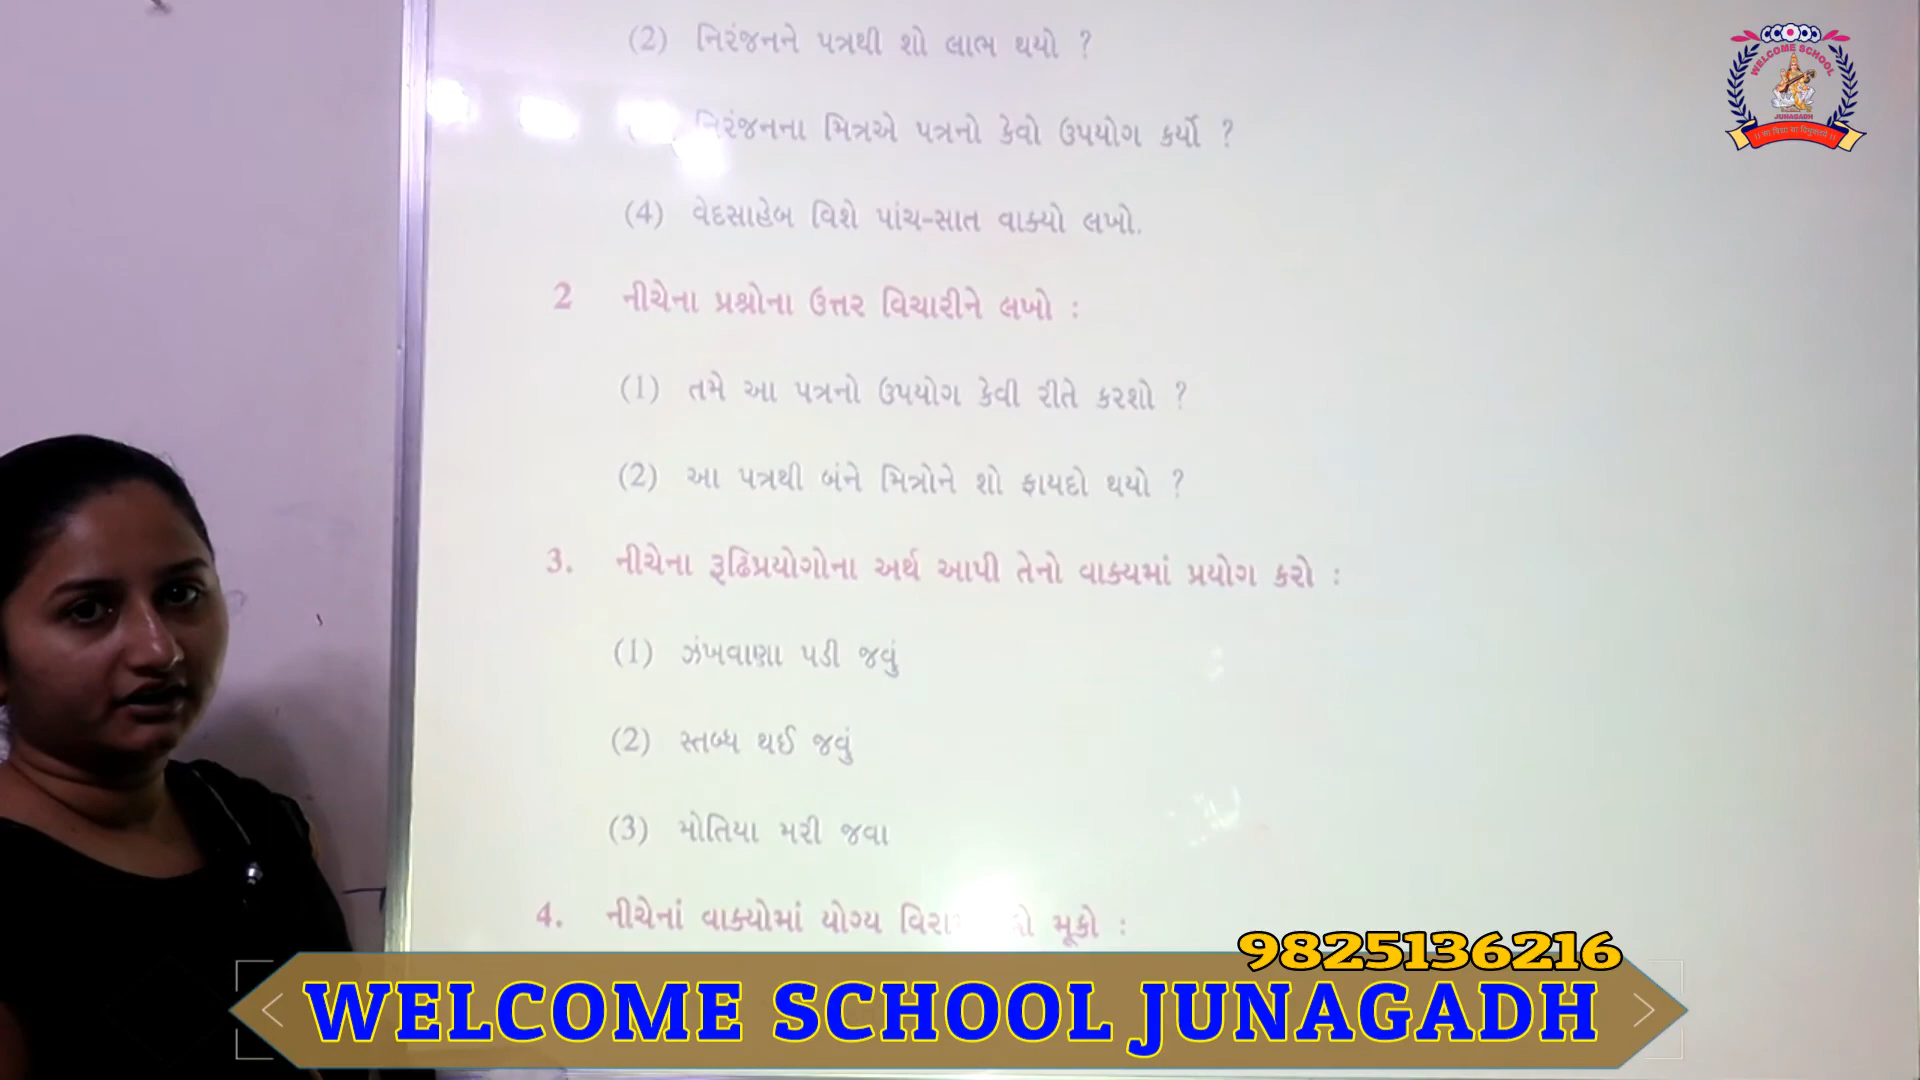 (2) નિરંજનને પત્રથી શો લાભ થયો ?
નિરંજનના મિત્રએ પત્રનો કેવો ઉપયોગ કર્યો ?
(4) વેદસાહેબ વિશે પાંચ-સાત વાક્યો લખો.
2 નીચેના પ્રશ્નોના ઉત્તર વિચારીને લખો :
(1) તમે આ પત્રનો ઉપયોગ કેવી રીતે કરશો ?
(2) આ પત્રથી બંને મિત્રોને શો ફાયદો થયો ?
3. નીચેના રૂઢિપ્રયોગોના અર્થ આપી તેનો વાક્યમાં પ્રયોગ કરો :
(1) ઝંખવાણા પડી જવું
(2) સ્તબ્ધ થઈ જવું
(3) મોતિયા મરી જવા
4. નીચેનાં વાક્યોમાં યોગ્ય મૂકો :
WELCOME SCHOOL
JUNAGADH
9825136216
WELCOME SCHOOL JUNAGADH